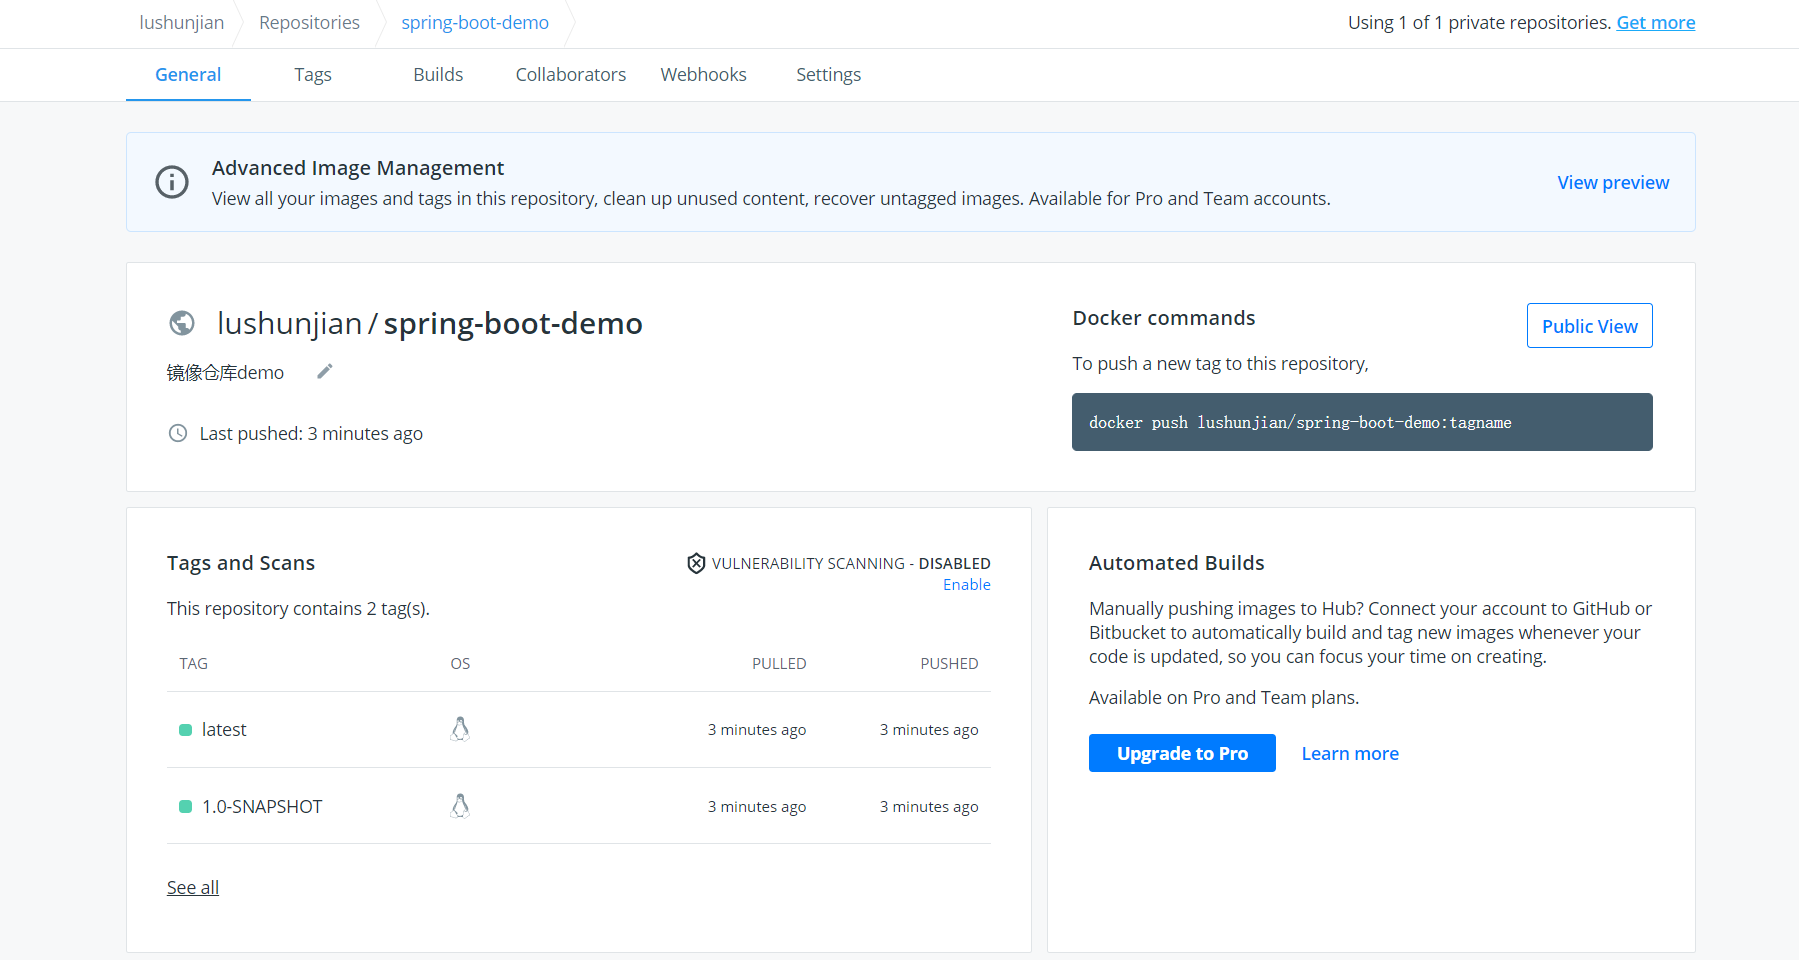 lushunjian Repositories spring-boot-demo Using 1 of 1 private repositories. Get more
General Tags Builds Collaborators Webhooks Settings
Advanced Image Management
View all your images and tags in this repository, clean up unused content, recover untagged images. Available for Pro and Team accounts.
View preview
lushunjian / spring-boot-demo
镜像仓库demo
Last pushed: 3 minutes ago
Docker commands
Public View
To push a new tag to this repository,
docker push lushunjian/spring-boot-demo:tagname
Tags and Scans
VULNERABILITY SCANNING - DISABLED
Enable
This repository contains 2 tag(s).
TAG OS PULLED PUSHED
latest 3 minutes ago 3 minutes ago
1.0-SNAPSHOT 3 minutes ago 3 minutes ago
See all
Automated Builds
Manually pushing images to Hub? Connect your account to GitHub or
Bitbucket to automatically build and tag new images whenever your
code is updated, so you can focus your time on creating.
Available on Pro and Team plans.
Upgrade to Pro Learn more